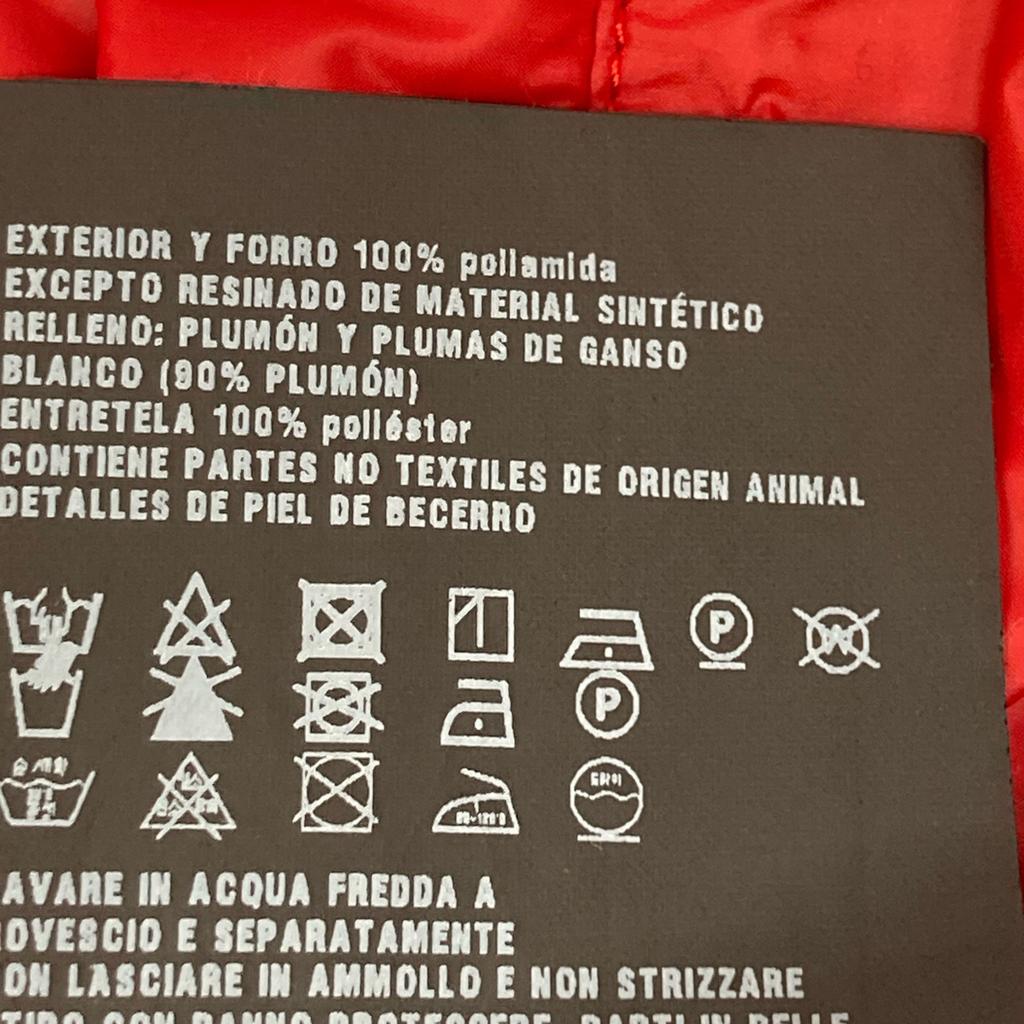 EXTERIOR Y FORRO 100% poliamida
EXCEPTO RESINADO DE MATERIAL SINTÉTICO
RELLENO: PLUMÓN Y PLUMAS DE GANSO
BLANCO (90% PLUMÓN)
ENTRETELA 100% poliéster
CONTIENE PARTES NO TEXTILES DE ORIGEN ANIMAL
DETALLES DE PIEL DE BECERRO
P W
P
AVARE IN ACQUA FREDDA A
OVESCIO E SEPARATAMENTE
ON LASCIARE IN AMMOLLO E NON STRIZZARE